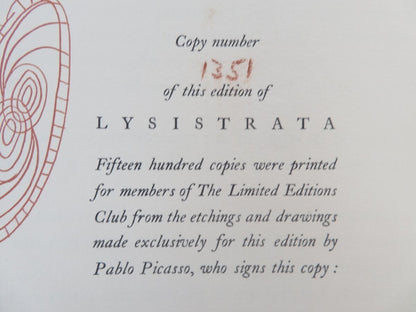 Copy number
1351
of this edition of
LYSISTRATA
Fifteen hundred copies were printed
for members of The Limited Editions
Club from the etchings and drawings
made exclusively for this edition by
Pablo Picasso, who signs this copy :